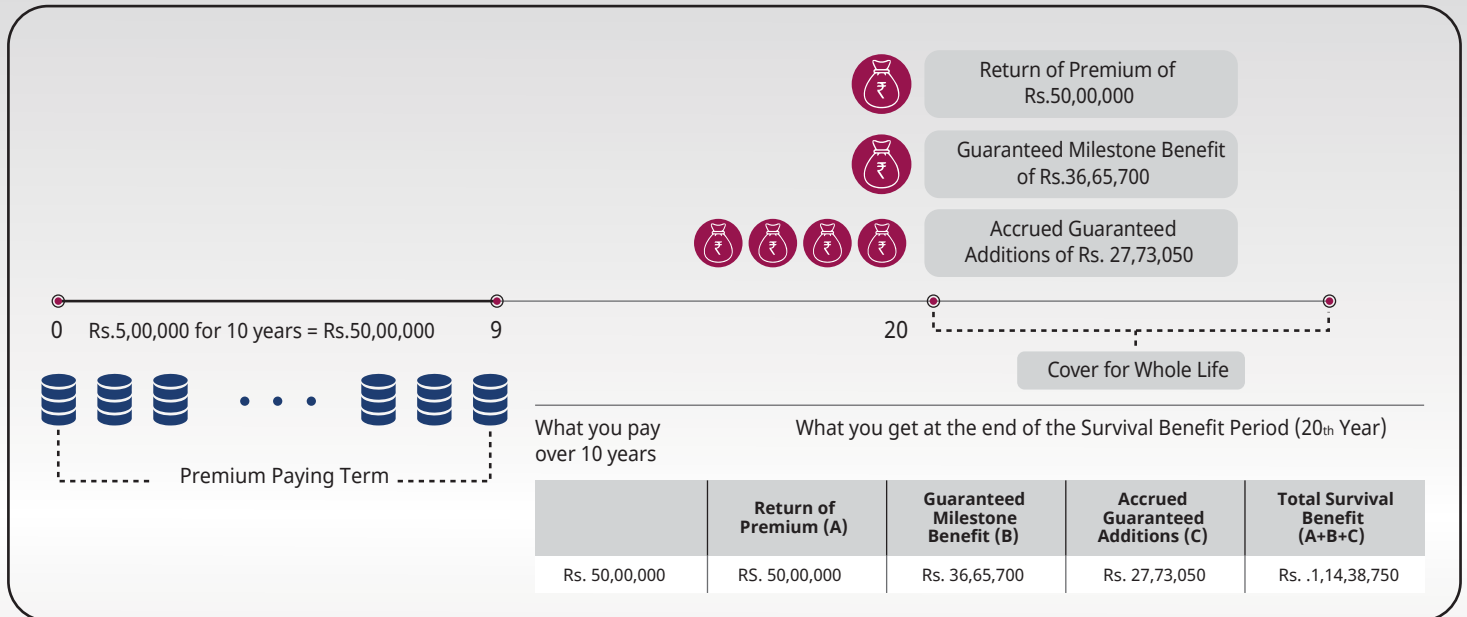 Return of Premium of
Rs.50,00,000
Guaranteed Milestone Benefit
of Rs.36,65,700
Accrued Guaranteed
Additions of Rs. 27,73,050
0 Rs.5,00,000 for 10 years = Rs.50,00,000 9 20
Cover for Whole Life
Premium Paying Term
What you pay
over 10 years
What you get at the end of the Survival Benefit Period (20th Year)
Return of
Premium (A)
Guaranteed
Milestone
Benefit (B)
Accrued
Guaranteed
Additions (C)
Total Survival
Benefit
(A+B+C)
Rs. 50,00,000 RS. 50,00,000 Rs. 36,65,700 Rs. 27,73,050 Rs. .1,14,38,750